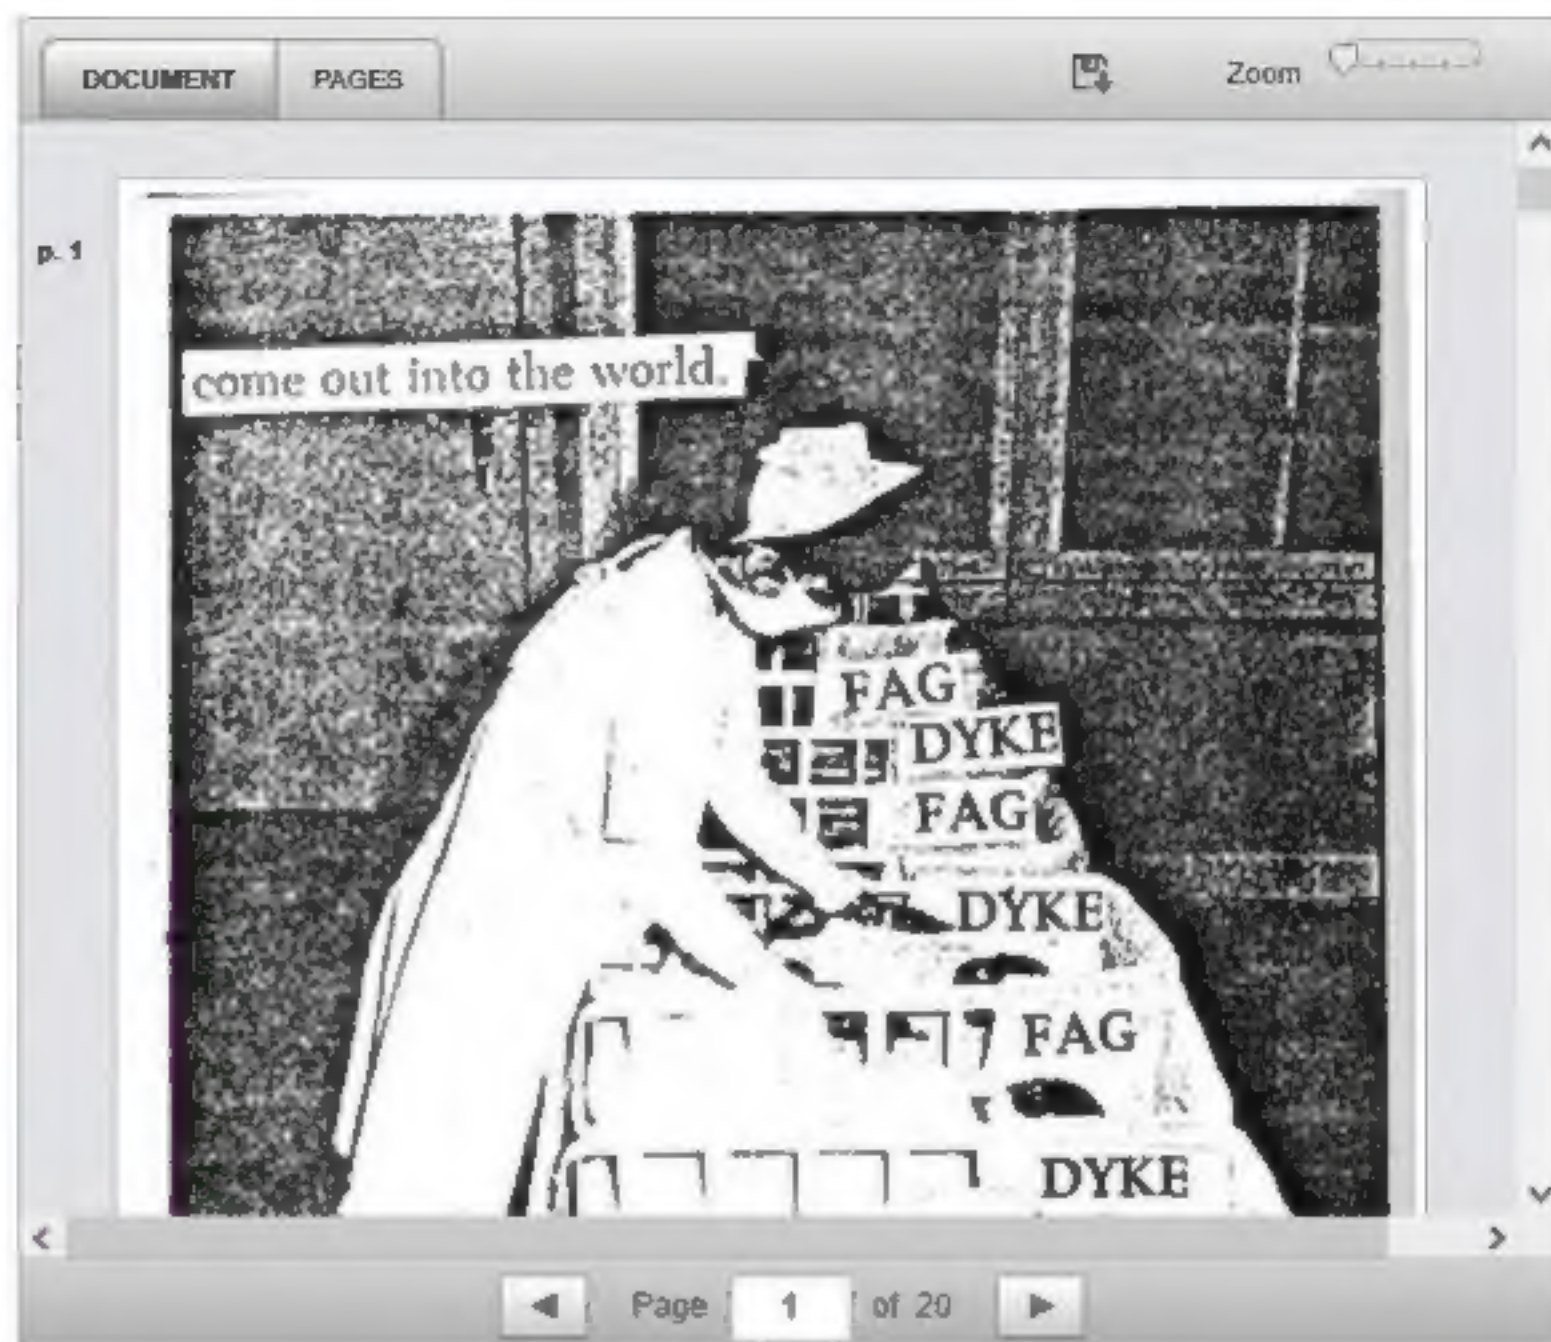 DOCUMENT PAGES Zoom
p. 1
come out into the world.
FAG
DYKE
FAG
DYKE
FAG
DYKE
Page 1 of 20